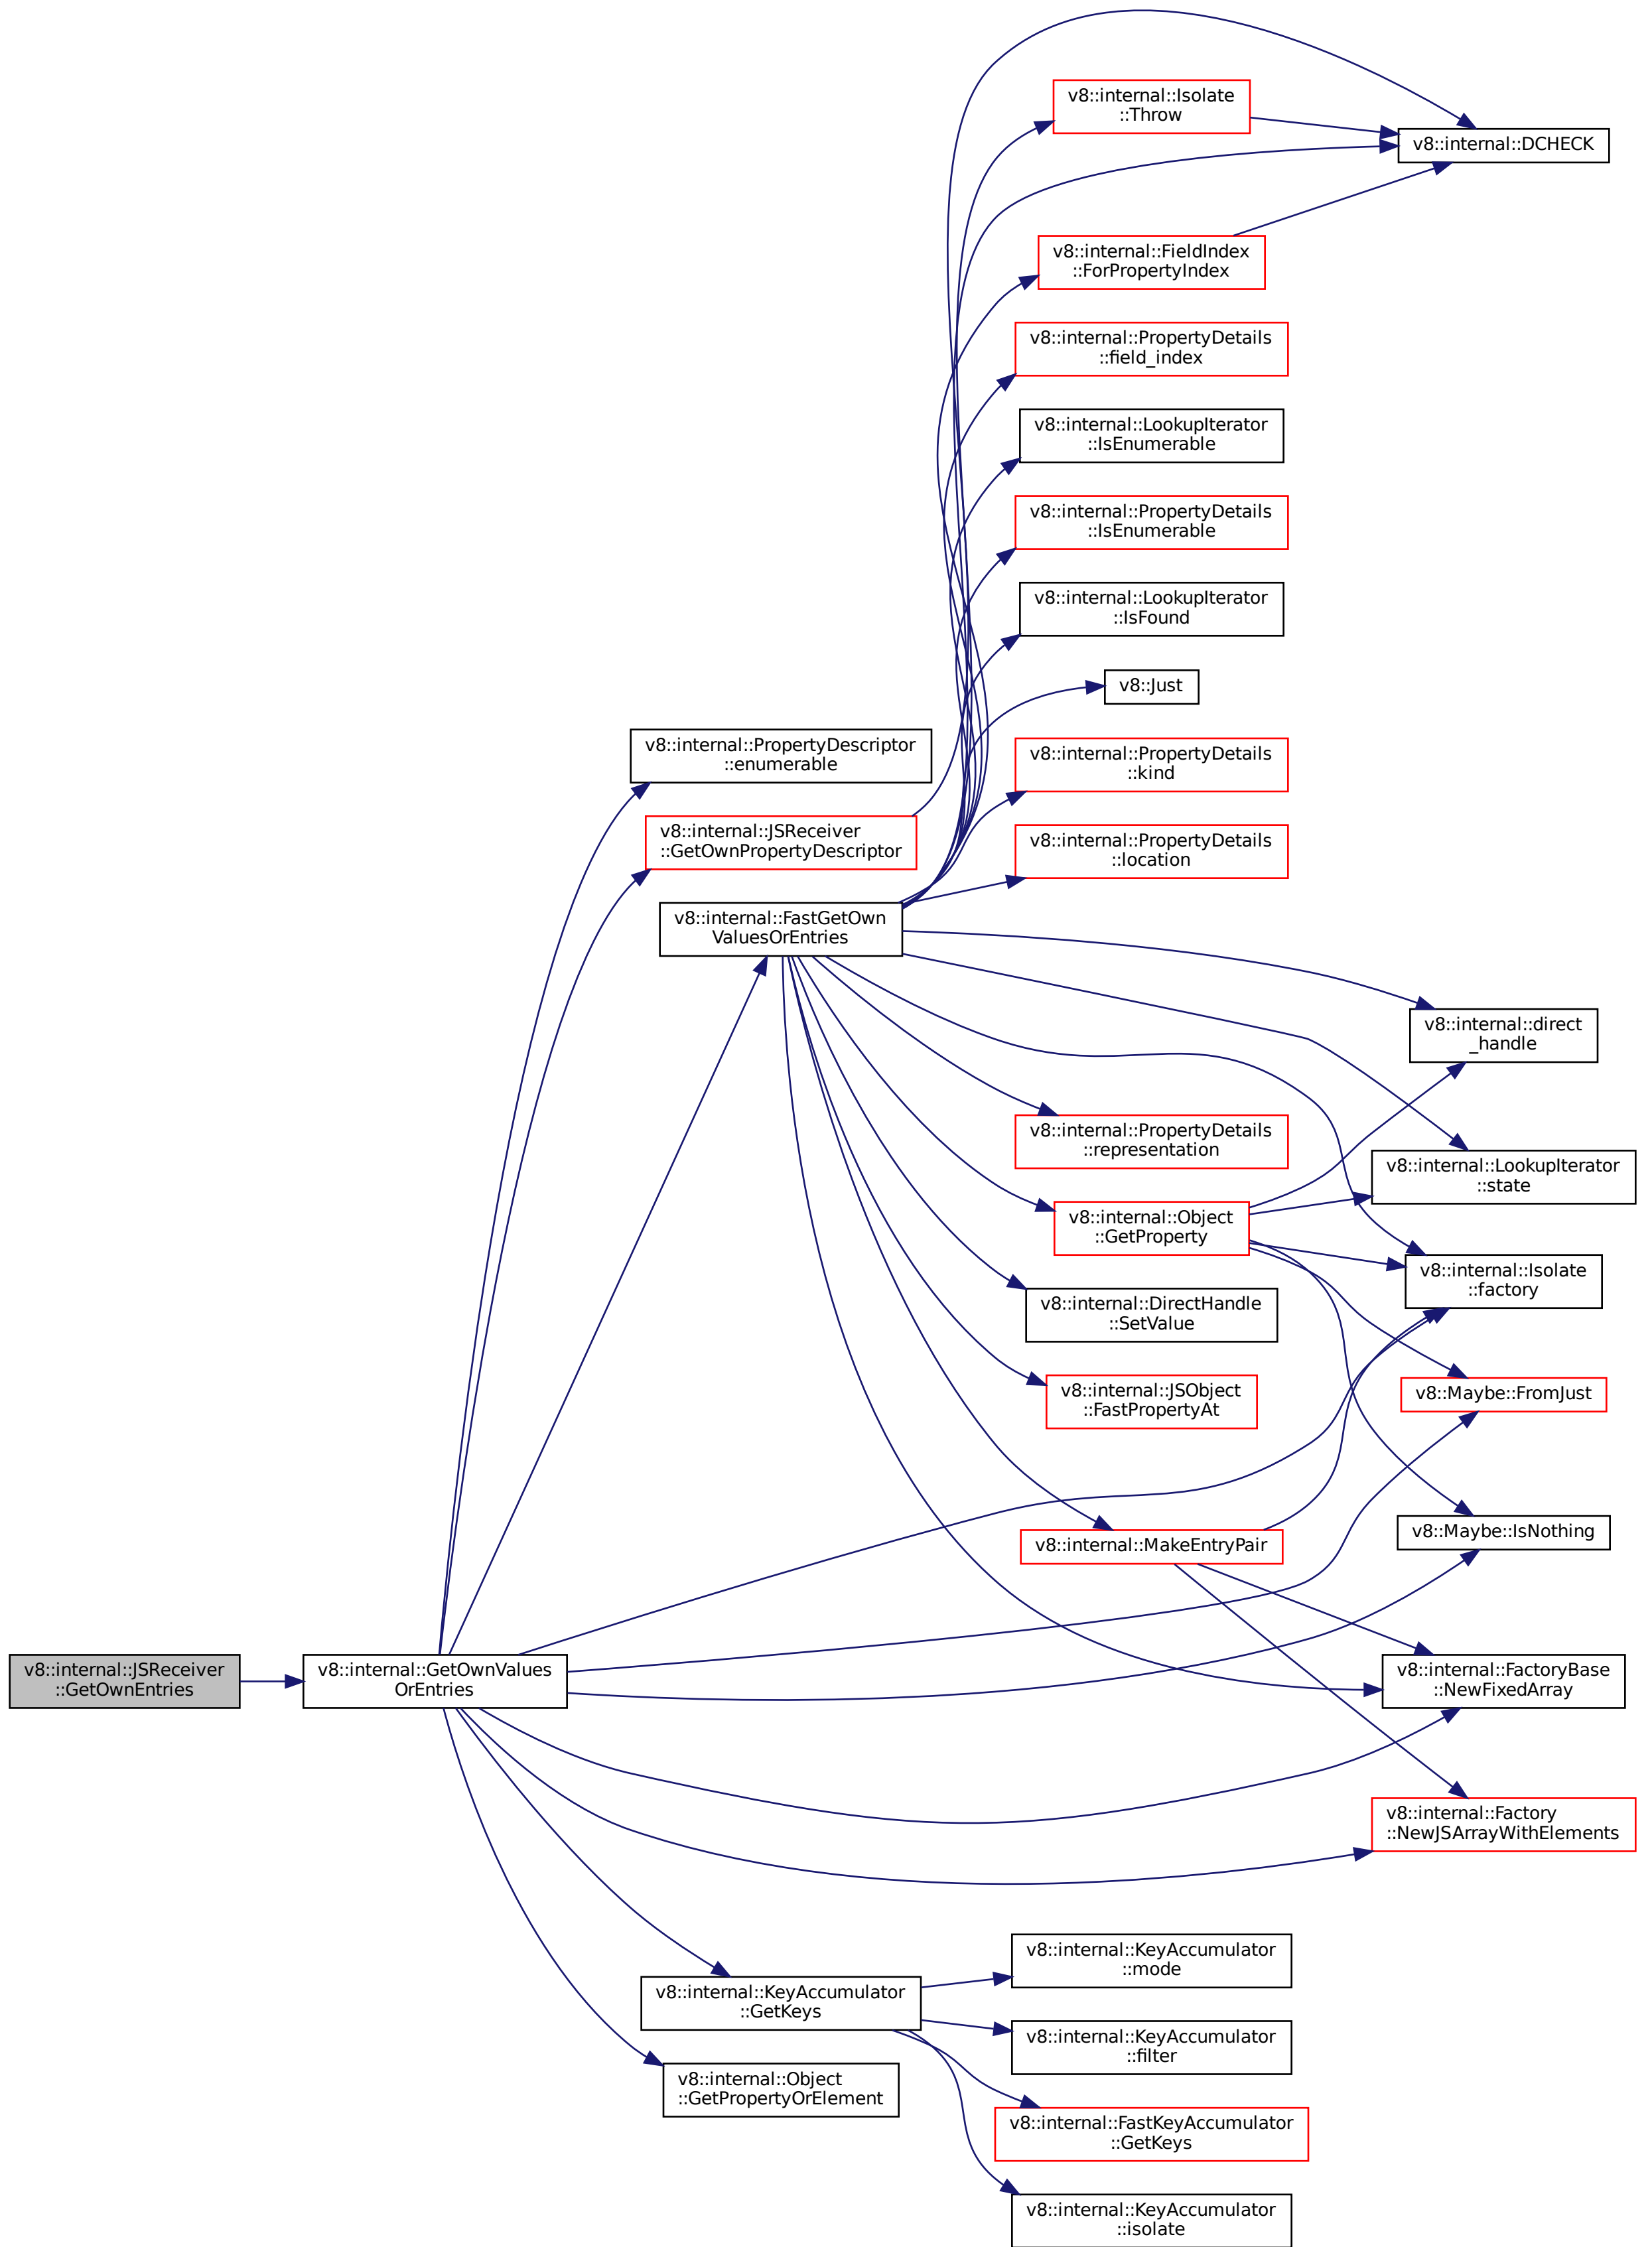 v8::internal::Isolate
::Throw
v8::internal::DCHECK
v8::internal::FieldIndex
::ForPropertyIndex
v8::internal::PropertyDetails
::field_index
v8::internal::LookupIterator
::IsEnumerable
v8::internal::PropertyDetails
::IsEnumerable
v8::internal::LookupIterator
::IsFound
v8::Just
v8::internal::PropertyDescriptor
::enumerable
v8::internal::PropertyDetails
::kind
v8::internal::JSReceiver
::GetOwnPropertyDescriptor
v8::internal::PropertyDetails
::location
v8::internal::FastGetOwn
ValuesOrEntries
v8::internal::direct
_handle
v8::internal::PropertyDetails
::representation
v8::internal::LookupIterator
::state
v8::internal::Object
::GetProperty
v8::internal::Isolate
::factory
v8::internal::DirectHandle
::SetValue
v8::internal::JSObject
::FastPropertyAt
v8::Maybe::FromJust
v8::Maybe::IsNothing
v8::internal::MakeEntryPair
v8::internal::JSReceiver
::GetOwnEntries
v8::internal::GetOwnValues
OrEntries
v8::internal::FactoryBase
::NewFixedArray
v8::internal::Factory
::NewJSArrayWithElements
v8::internal::KeyAccumulator
::mode
v8::internal::KeyAccumulator
::GetKeys
v8::internal::KeyAccumulator
::filter
v8::internal::Object
::GetPropertyOrElement
v8::internal::FastKeyAccumulator
::GetKeys
v8::internal::KeyAccumulator
::isolate